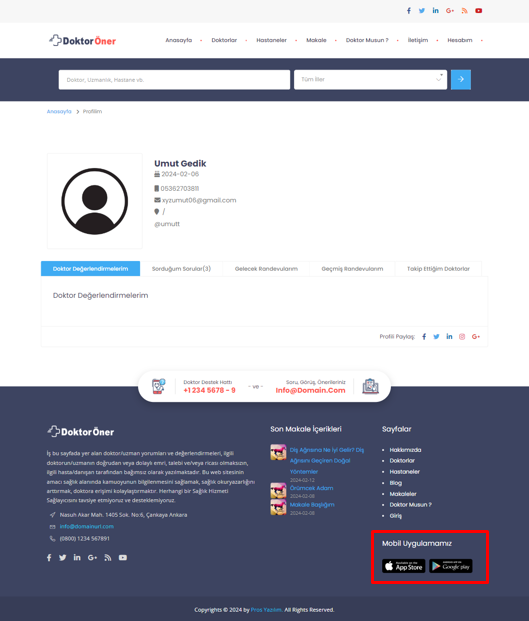 DoktorÖner
Anasayfa
Doktorlar
Hastaneler
Makale
Doktor Musun ?
İletişim
Hesabım
Doktor, Uzmanlık, Hastane vb.
Tüm İller
Anasayfa > Profilim
Umut Gedik
2024-02-06
05362703811
xyzumut06@gmail.com
/
@umutt
Doktor Değerlendirmelerim
Sorduğum Sorular(3)
Gelecek Randevularım
Geçmiş Randevularım
Takip Ettiğim Doktorlar
Doktor Değerlendirmelerim
Profili Paylaş:
Doktor Destek Hattı
+1 234 5678 - 9
- ve -
Soru, Görüş, Önerileriniz
Info@Domain.Com
DoktorÖner
İş bu sayfada yer alan doktor/uzman yorumları ve değerlendirmeleri, ilgili
doktorun/uzmanın doğrudan veya dolaylı emri, talebi ve/veya ricası olmaksızın,
ilgili hasta/danışan tarafından bağımsız olarak yazılmaktadır. Bu web sitesinin
amacı sağlık alanında kamuoyunun bilgilenmesini sağlamak, sağlık okuryazarlığını
arttırmak, doktora erişimi kolaylaştırmaktır. Herhangi bir Sağlık Hizmeti
Sağlayıcısını tavsiye etmiyoruz ve desteklemiyoruz.
Nasuh Akar Mah. 1405 Sok. No:6, Çankaya Ankara
info@domainurl.com
(0800) 1234 567891
Son Makale İçerikleri
Diş Ağrısına Ne İyi Gelir? Diş
Ağrısını Geçiren Doğal
Yöntemler
2024-02-12
Örümcek Adam
2024-02-08
Makale Başlığım
2024-02-08
Sayfalar
Hakkımızda
Doktorlar
Hastaneler
Blog
Makaleler
Doktor Musun ?
Giriş
Mobil Uygulamamız
App Store
Google play
Copyrights © 2024 by Proa Yazılım. All Rights Reserved.